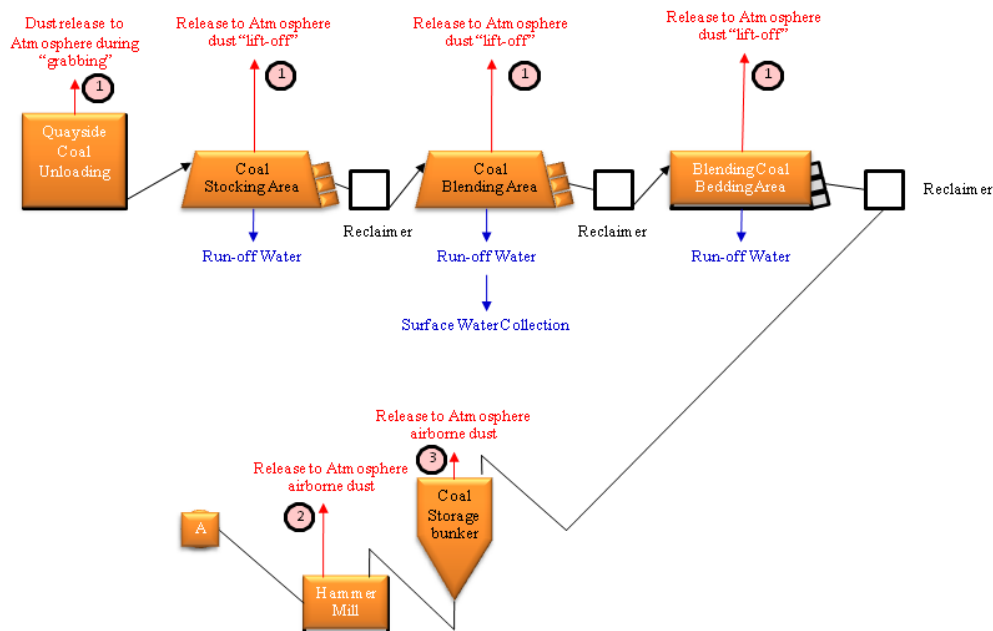 Dust release to
Atmosphere during
“grabbing”
1
Release to Atmosphere
dust “lift-off”
1
Release to Atmosphere
dust “lift-off”
1
Release to Atmosphere
dust “lift-off”
1
Quayside
Coal
Unloading
Coal
Stocking Area
Reclaimer
Coal
Blending Area
Reclaimer
Blending Coal
Bedding Area
Reclaimer
Run-off Water
Run-off Water
Run-off Water
Surface Water Collection
Release to Atmosphere
airborne dust
3
Coal
Storage
bunker
Release to Atmosphere
airborne dust
2
A
Hammer
Mill